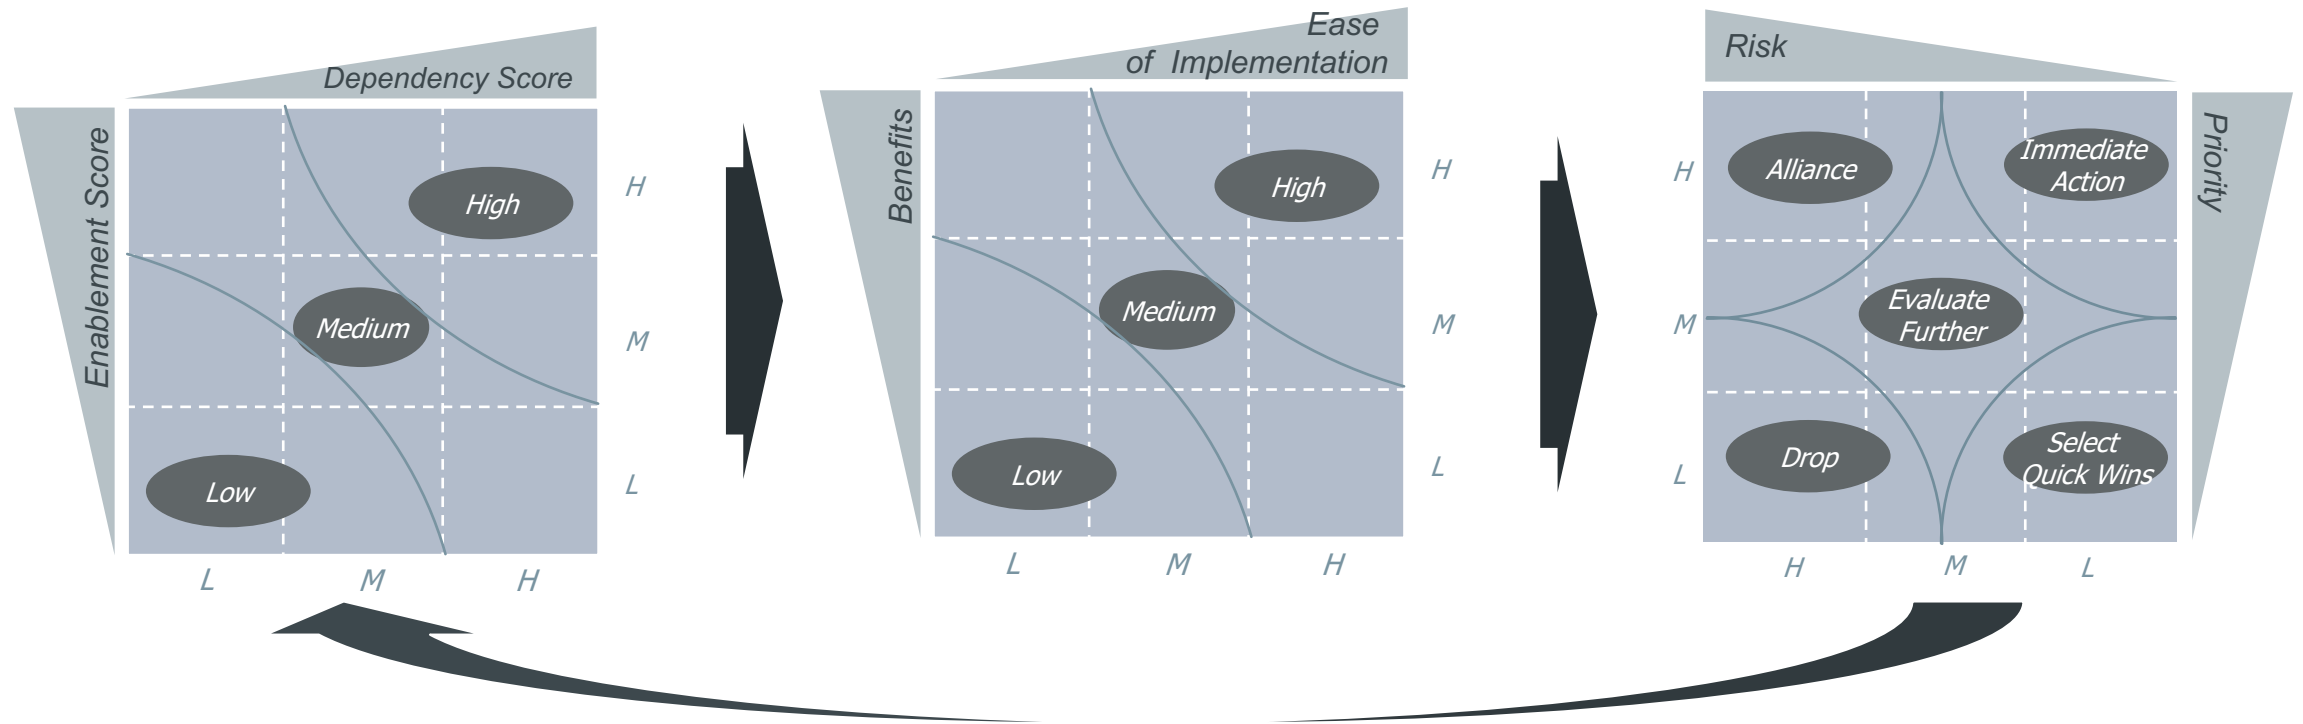 Dependency Score
Enablement Score
High
Medium
Low
H
M
L
L
M
H
Ease
of Implementation
Benefits
High
Medium
Low
H
M
L
L
M
H
Risk
Priority
H
M
L
Alliance
Immediate
Action
Evaluate
Further
Drop
Select
Quick Wins
H
M
L